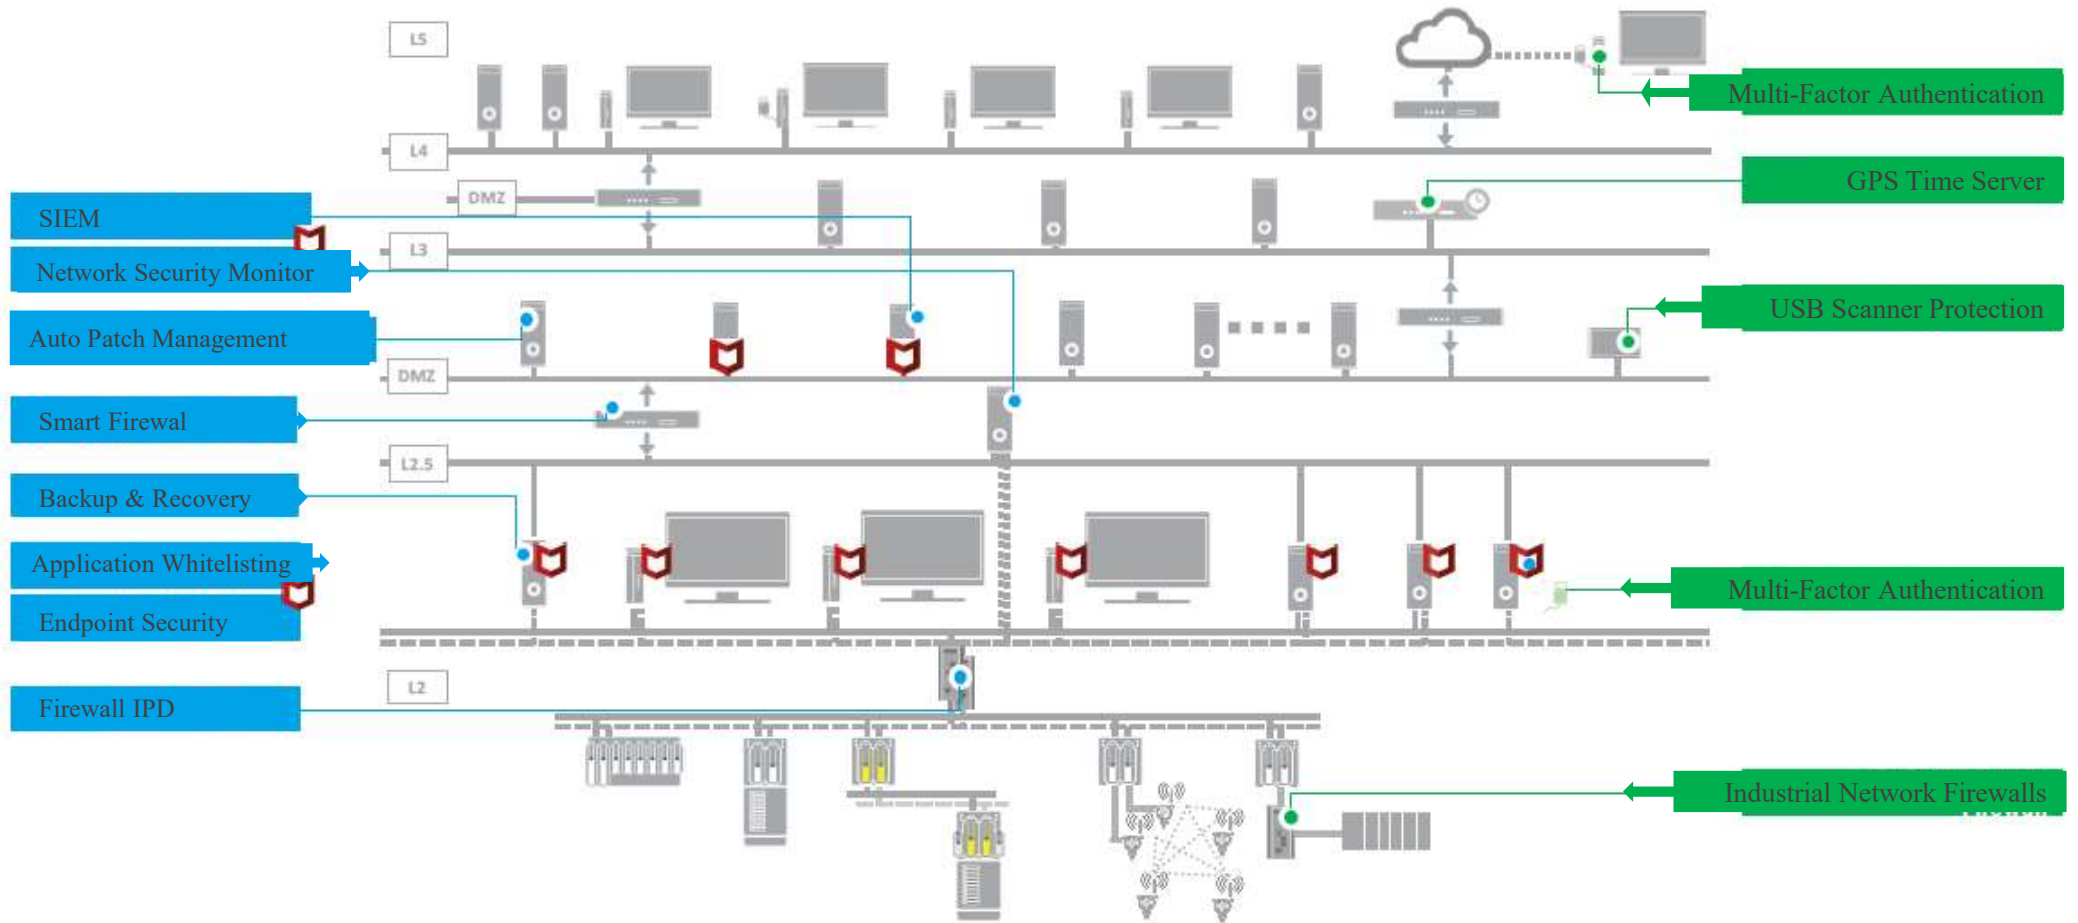 L5
Multi-Factor Authentication
L4
GPS Time Server
DMZ
SIEM
L3
Network Security Monitor
USB Scanner Protection
Auto Patch Management
DMZ
Smart Firewal
L2.5
Backup & Recovery
Application Whitelisting
Multi-Factor Authentication
Endpoint Security
L2
Firewall IPD
Industrial Network Firewalls